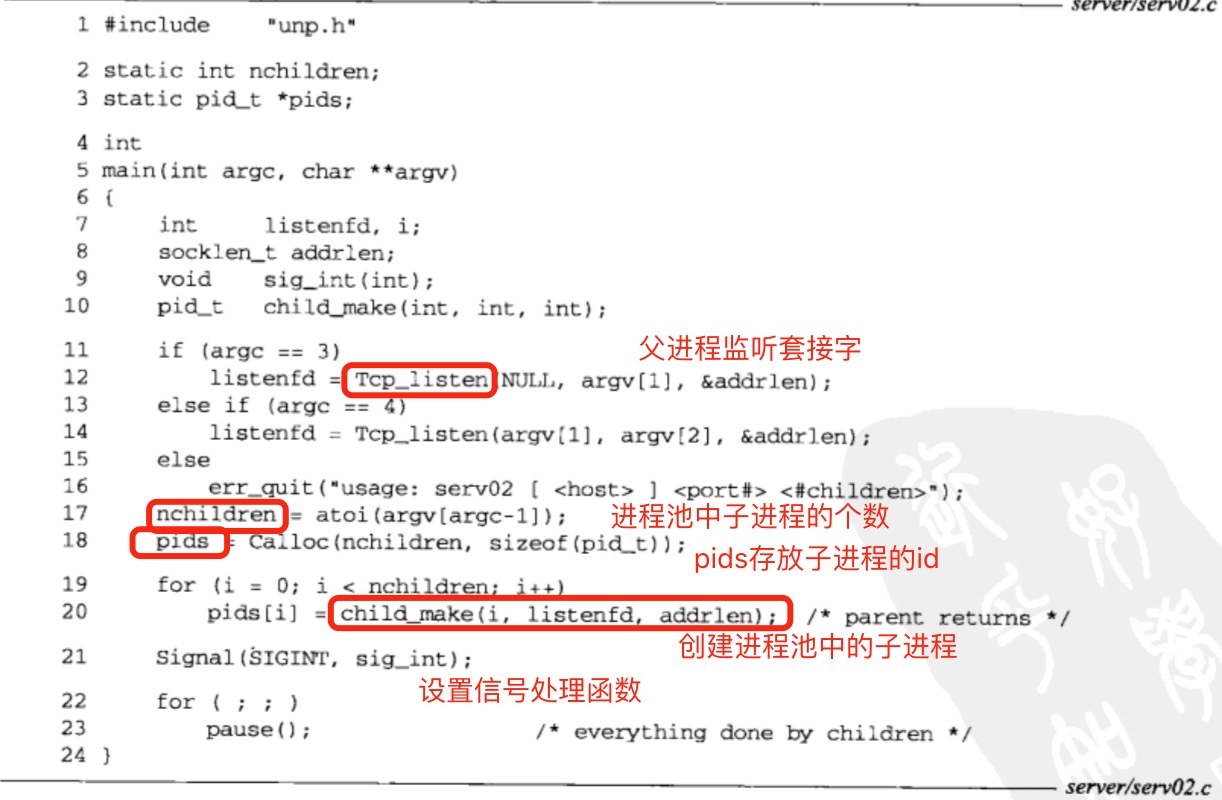 server/serv02.c
1 #include    "unp.h"
2 static int nchildren;
3 static pid_t *pids;
4 int
5 main(int argc, char **argv)
6 {
7     int     listenfd, i;
8     socklen_t addrlen;
9     void    sig_int(int);
10     pid_t   child_make(int, int, int);
父进程监听套接字
11     if (argc == 3)
12         listenfd = Tcp_listen(NULL, argv[1], &addrlen);
13     else if (argc == 4)
14         listenfd = Tcp_listen(argv[1], argv[2], &addrlen);
15     else
16         err_quit("usage: serv02 [ <host> ] <port#> <#children>");
17     nchildren = atoi(argv[argc-1]); 进程池中子进程的个数
18     pids = Calloc(nchildren, sizeof(pid_t));
pids存放子进程的id
19     for (i = 0; i < nchildren; i++)
20         pids[i] = child_make(i, listenfd, addrlen);  /* parent returns */
创建进程池中的子进程
21     Signal(SIGINT, sig_int);
设置信号处理函数
22     for ( ; ; )
23         pause();                /* everything done by children */
24 }
server/serv02.c